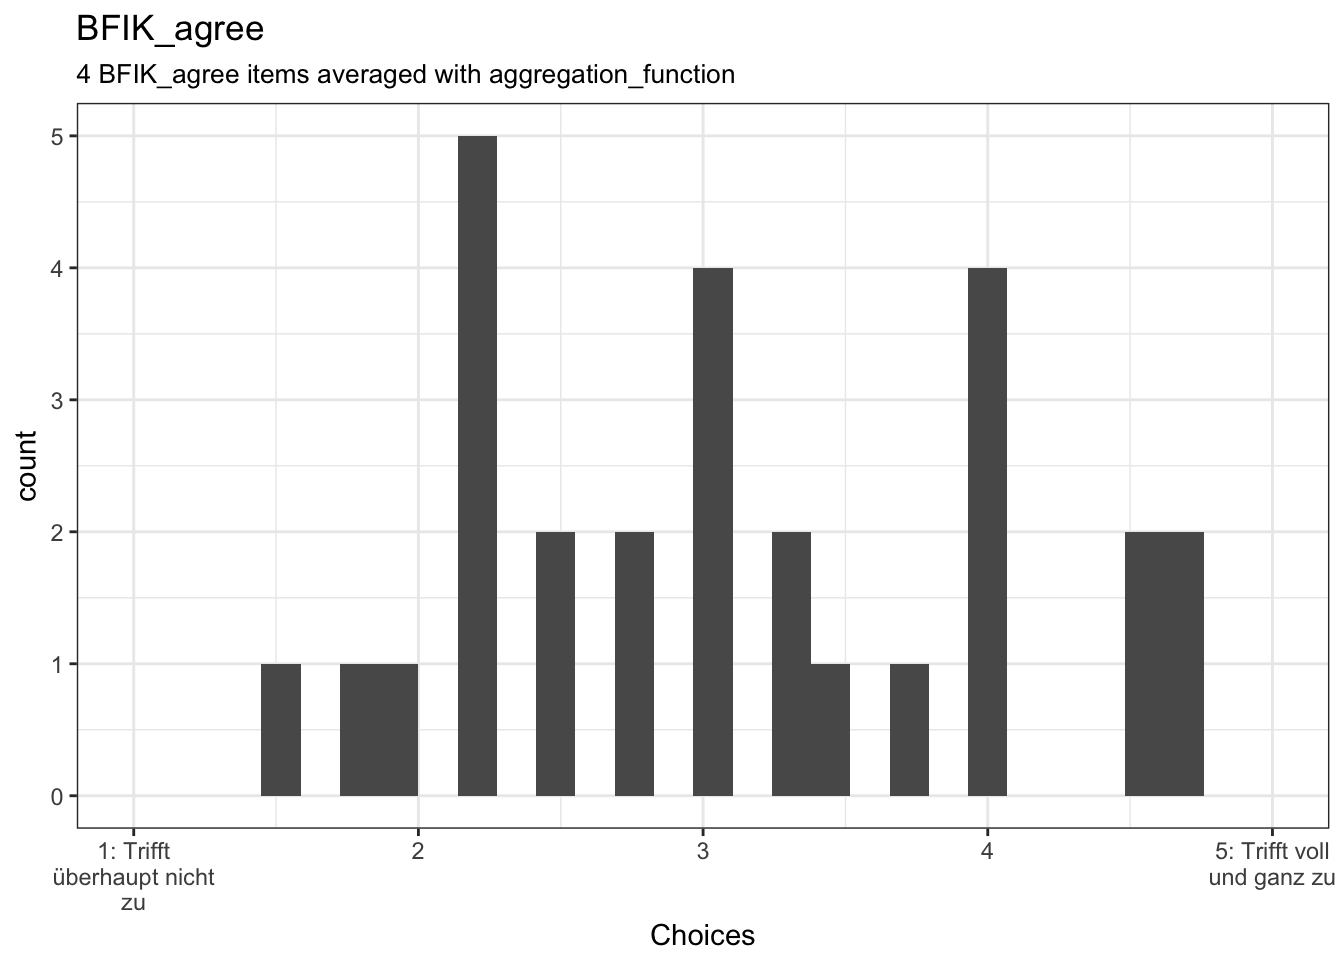 BFIK_agree
4 BFIK_agree items averaged with aggregation_function
5
4
3
2
1
0
count
1: Trifft
überhaupt nicht
zu
2
3
4
5: Trifft voll
und ganz zu
Choices